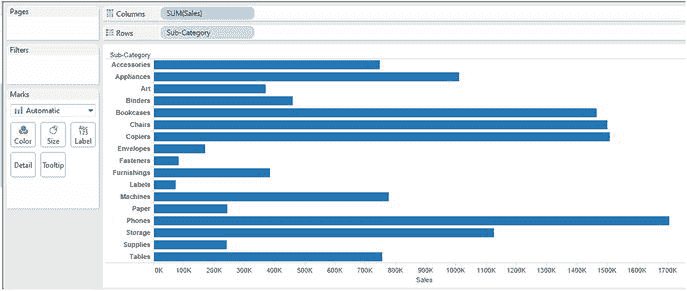 Pages
Columns SUM(Sales)
Rows Sub-Category
Filters
Marks
Automatic
Color Size Label
Abc
123
Detail Tooltip
Sub-Category
Accessories
Appliances
Art
Binders
Bookcases
Chairs
Copiers
Envelopes
Fasteners
Furnishings
Labels
Machines
Paper
Phones
Storage
Supplies
Tables
0K 100K 200K 300K 400K 500K 600K 700K 800K 900K 1000K 1100K 1200K 1300K 1400K 1500K 1600K 1700K
Sales